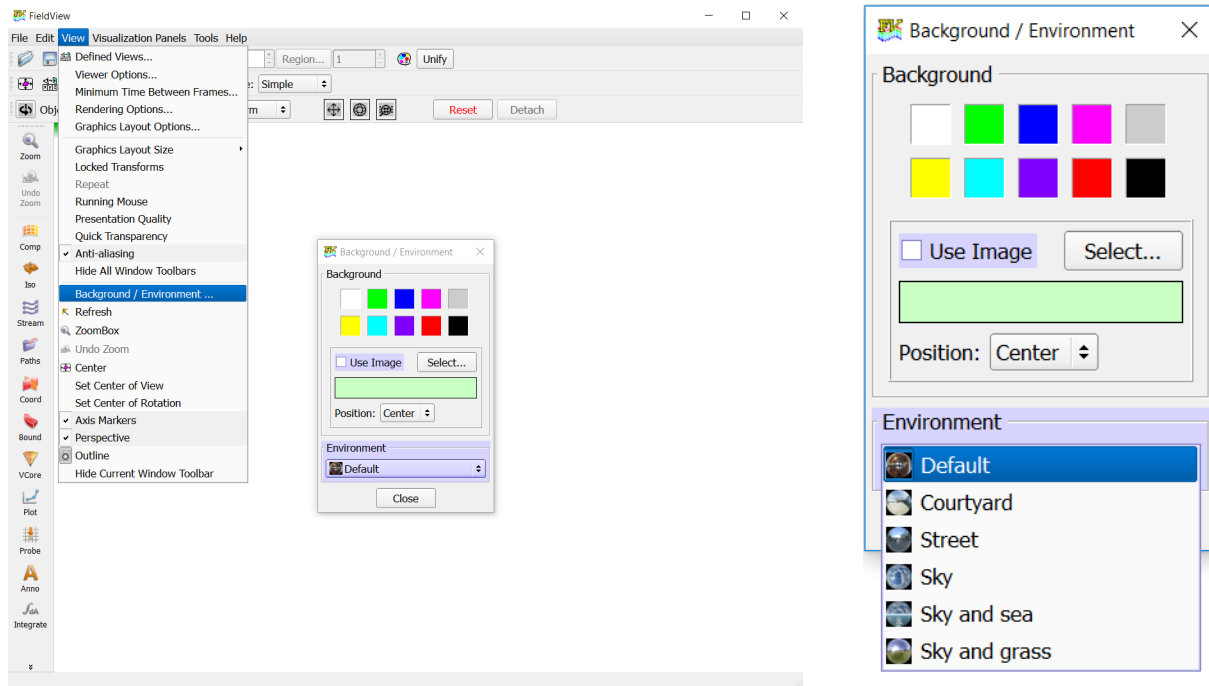 FieldView
File Edit View Visualization Panels Tools Help
Defined Views...
Viewer Options...
Minimum Time Between Frames...
Rendering Options...
Graphics Layout Options...
Graphics Layout Size
Locked Transforms
Repeat
Running Mouse
Presentation Quality
Quick Transparency
Anti-aliasing
Hide All Window Toolbars
Background / Environment ...
Refresh
ZoomBox
Undo Zoom
Center
Set Center of View
Set Center of Rotation
Axis Markers
Perspective
Outline
Hide Current Window Toolbar
Region... 1 Unify
: Simple
Obj
m
Reset Detach
Zoom
Undo
Zoom
Comp
Iso
Stream
Paths
Coord
Bound
VCore
Plot
Probe
Anno
Integrate
Background / Environment
Background
Use Image Select...
Position: Center
Environment
Default
Close
Background / Environment
Background
Use Image Select...
Position: Center
Environment
Default
Courtyard
Street
Sky
Sky and sea
Sky and grass